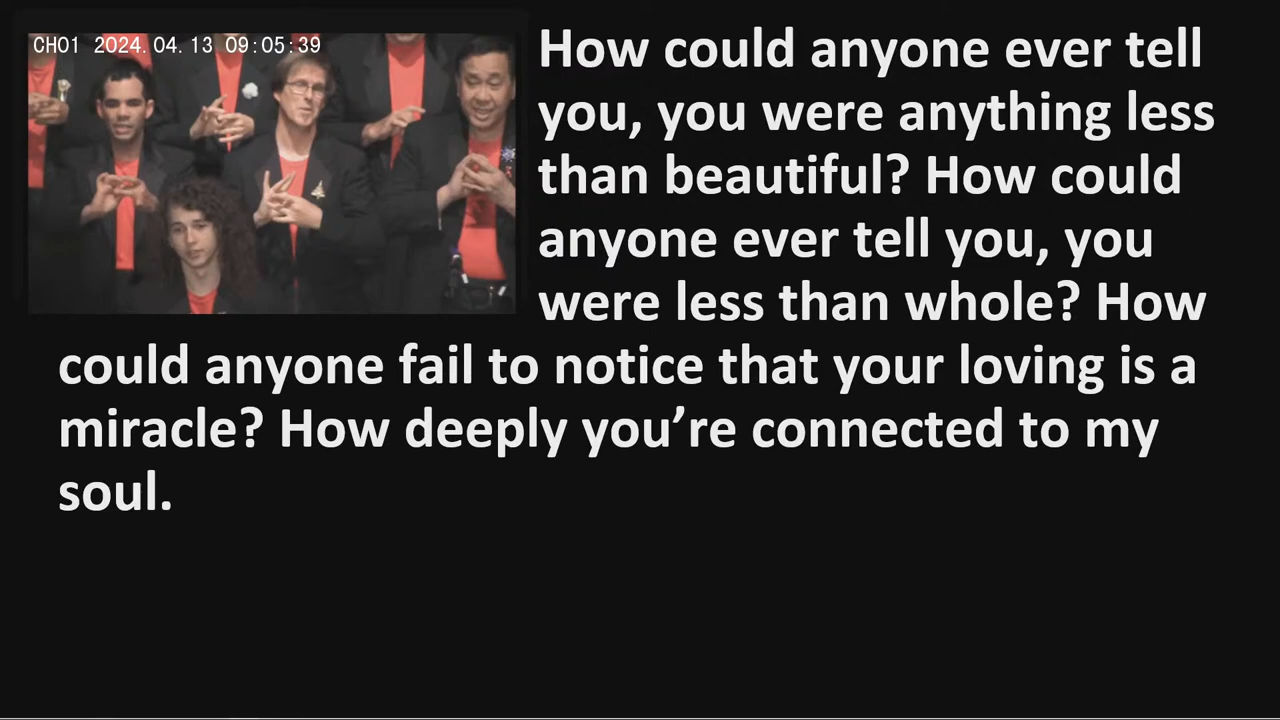 CH01 2024.04.13 09:05:39
How could anyone ever tell
you, you were anything less
than beautiful? How could
anyone ever tell you, you
were less than whole? How
could anyone fail to notice that your loving is a
miracle? How deeply you’re connected to my
soul.